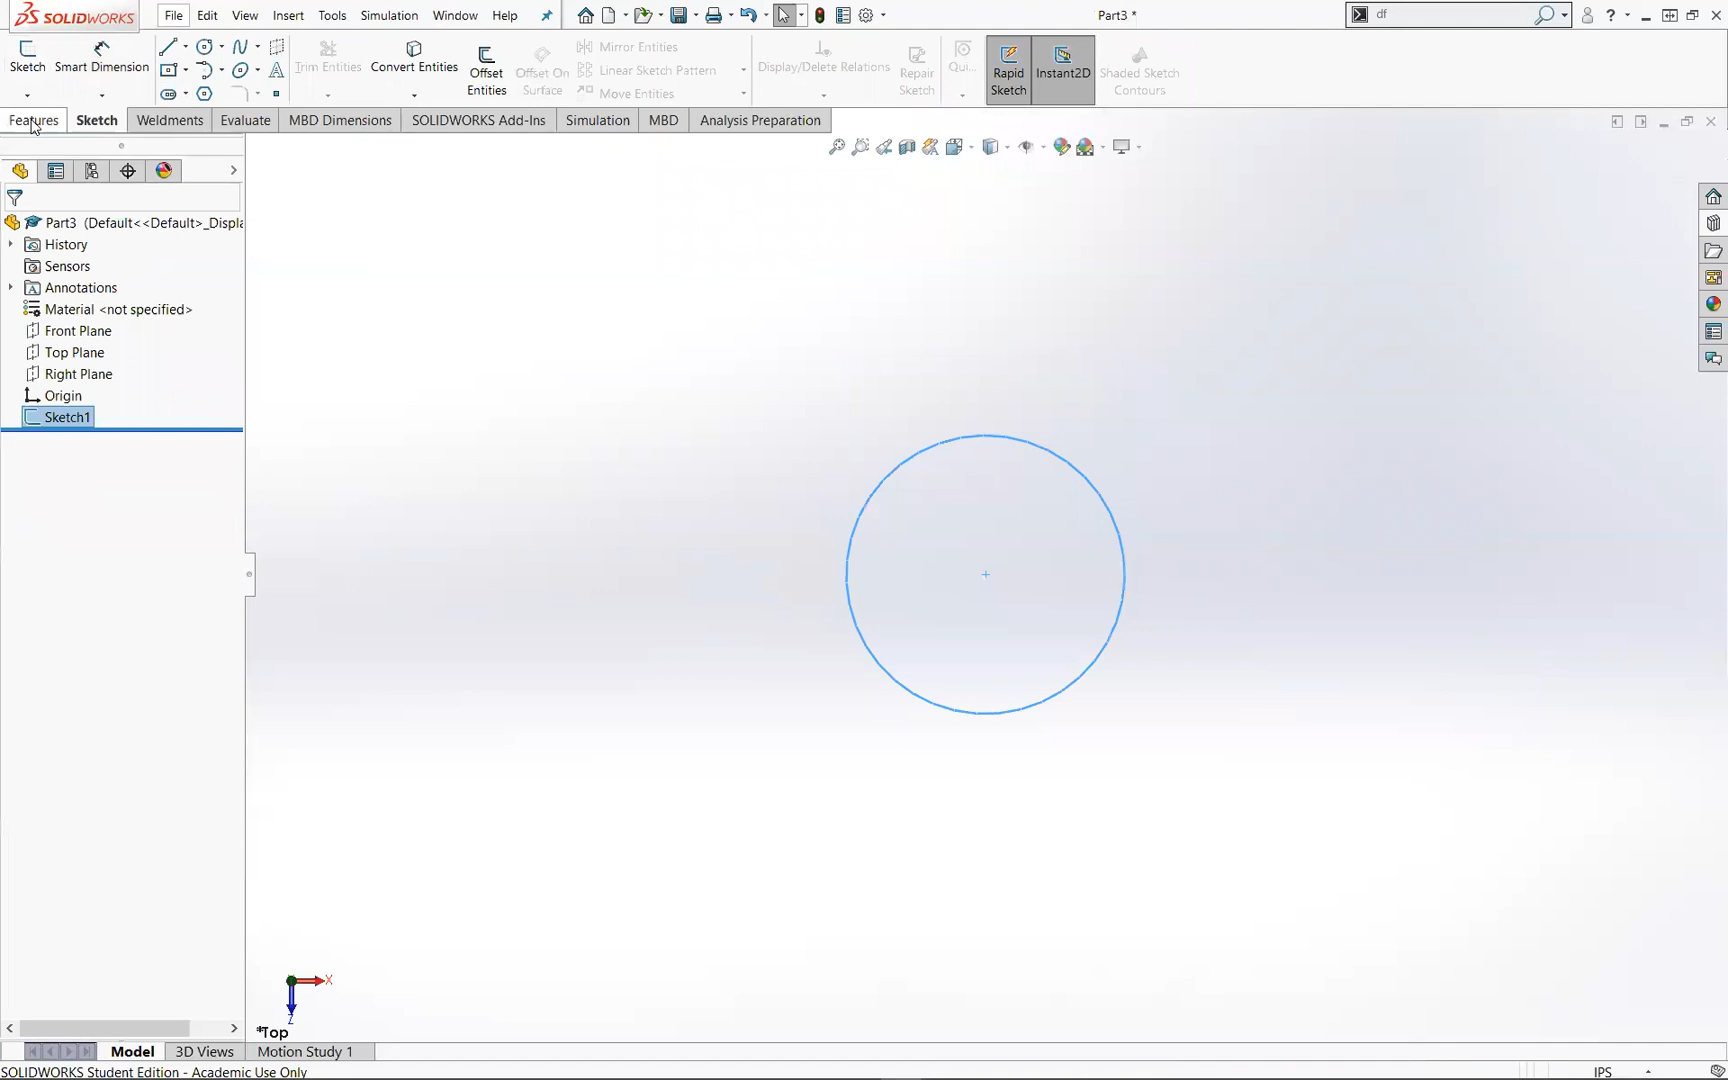 SOLIDWORKS File Edit View Insert Tools Simulation Window Help Part3 * df ?
Sketch Smart Dimension Trim Entities Convert Entities Offset Entities Offset On Surface Mirror Entities Linear Sketch Pattern Move Entities Display/Delete Relations Repair Sketch Qui... Rapid Sketch Instant2D Shaded Sketch Contours
Features Sketch Weldments Evaluate MBD Dimensions SOLIDWORKS Add-Ins Simulation MBD Analysis Preparation
Part3 (Default<<Default>_Displa
History
Sensors
Annotations
Material <not specified>
Front Plane
Top Plane
Right Plane
Origin
Sketch1
X
Z
*Top
Model 3D Views Motion Study 1
SOLIDWORKS Student Edition - Academic Use Only IPS